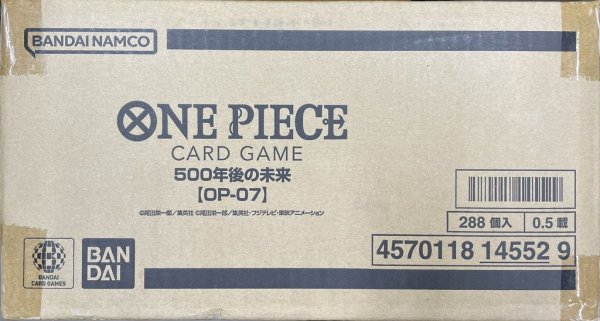 BANDAI NAMCO
ONE PIECE
CARD GAME
500年後の未来
【OP-07】
©尾田栄一郎／集英社 ©尾田栄一郎／集英社・フジテレビ・東映アニメーション
288 個入 0.5 載
4570118 14552 9
BANDAI
CARD GAMES
BAN
DAI